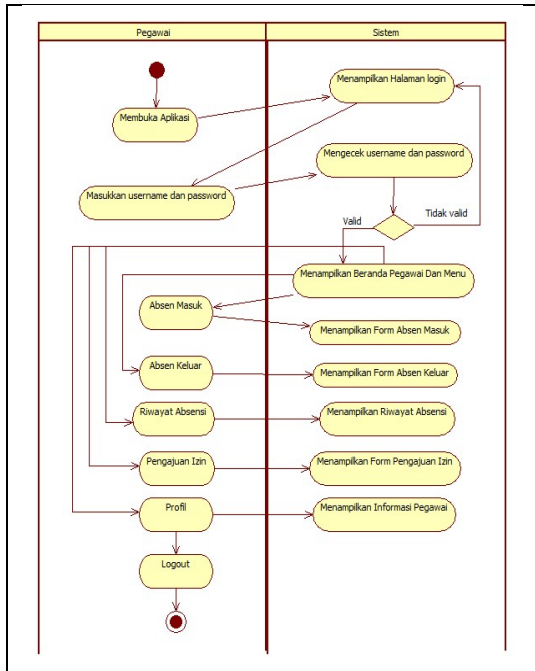 Pegawai
Sistem
Menampilkan Halaman login
Membuka Aplikasi
Mengecek username dan password
Masukkan username dan password
Valid
Tidak valid
Menampilkan Beranda Pegawai Dan Menu
Absen Masuk
Menampilkan Form Absen Masuk
Absen Keluar
Menampilkan Form Absen Keluar
Riwayat Absensi
Menampilkan Riwayat Absensi
Pengajuan Izin
Menampilkan Form Pengajuan Izin
Profil
Menampilkan Informasi Pegawai
Logout